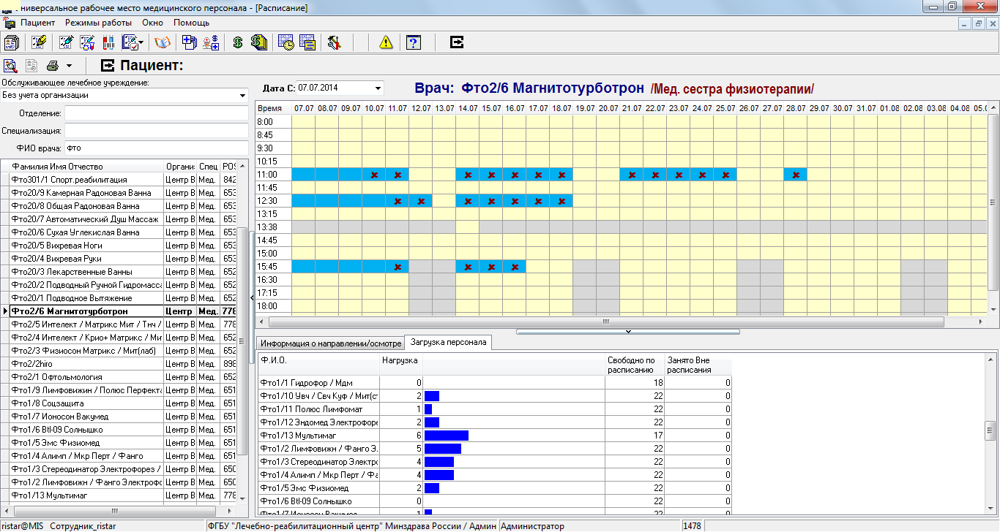 ниверсальное рабочее место медицинского персонала - [Расписание]
Пациент Режимы работы Окно Помощь
Пациент:
Обслуживающее лечебное учреждение:
Без учета организации
Отделение:
Специализация:
ФИО врача: фто
Дата С: 07.07.2014
Врач: Фто2/6 Магнитотурботрон /Мед. сестра физиотерапии/
Фамилия Имя Отчество Органи: Спец POS
Фто301/1 Спорт.реабилитация Центр В Мед. 842
Фто20/9 Камерная Радоновая Ванна Центр В Мед. 653
Фто20/8 Общая Радоновая Ванна Центр В Мед. 653
Фто20/7 Автоматический Душ Массаж Центр В Мед. 653
Фто20/6 Сухая Углекислая Ванна Центр В Мед. 653
Фто20/5 Вихревая Ноги Центр В Мед. 653
Фто20/4 Вихревая Руки Центр В Мед. 653
Фто20/3 Лекарственные Ванны Центр В Мед. 652
Фто20/2 Подводный Ручной Гидромасса Центр В Мед. 652
Фто20/1 Подводное Вытяжение Центр В Мед. 652
Фто2/6 Магнитотурботрон Центр Мед. 778
Фто2/5 Интелект / Матрикс Мит / Тнч / Центр В Мед. 778
Фто2/4 Интелект / Крио+ Матрикс / Ми Центр В Мед. 652
Фто2/3 Физиосон Матрикс / Мит(лаб) Центр В Мед. 652
Фто2/2hiro Центр В Мед. 898
Фто2/1 Офтольмология Центр В Мед. 652
Фто1/9 Лимфовижин / Полюс Перфекта Центр В Мед. 651
Фто1/8 Соцзащита Центр В Мед. 651
Фто1/7 Ионосон Вакумед Центр В Мед. 651
Фто1/6 Btl-09 Солнышко Центр В Мед. 651
Фто1/5 Эмс Физиомед Центр В Мед. 651
Фто1/4 Алимп / Мкр Перт / Фанго Центр В Мед. 651
Фто1/3 Стереодинатор Электрофорез / Центр В Мед. 650
Фто1/2 Лимфовижн / Фанго Электрофо Центр В Мед. 650
Фто1/13 Мультимаг Центр В Мед. 778
Время 07.07 08.07 09.07 10.07 11.07 12.07 13.07 14.07 15.07 16.07 17.07 18.07 19.07 20.07 21.07 22.07 23.07 24.07 25.07 26.07 27.07 28.07 29.07 30.07 31.07 01.08 02.08 03.08 04.08 05.0
8:00
8:45
9:30
10:15
11:00
11:45
12:30
13:15
13:38
14:45
15:00
15:45
16:30
17:15
18:00
Информация о направлении/осмотре Загрузка персонала
Ф.И.О. Нагрузка Свободно по расписанию Занято Вне расписания
Фто1/1 Гидрофор / Мдм 0 18 0
Фто1/10 Увч / Свч Куф / Мит(ст 2 22 0
Фто1/11 Полюс Лимфомат 1 22 0
Фто1/12 Эндомед Электрофоре 2 22 0
Фто1/13 Мультимаг 6 17 0
Фто1/2 Лимфовижн / Фанго Э. 5 22 0
Фто1/3 Стереодинатор Электро 4 22 0
Фто1/4 Алимп / Мкр Перт / Фа 4 22 0
Фто1/5 Эмс Физиомед 2 22 0
Фто1/6 Btl-09 Солнышко 0 22 0
Фто1/7 Ионосон Вакумед 1 22 0
ristar@MIS Сотрудник_ristar ФГБУ "Лечебно-реабилитационный центр" Минздрава России / Админ Администратор 1478